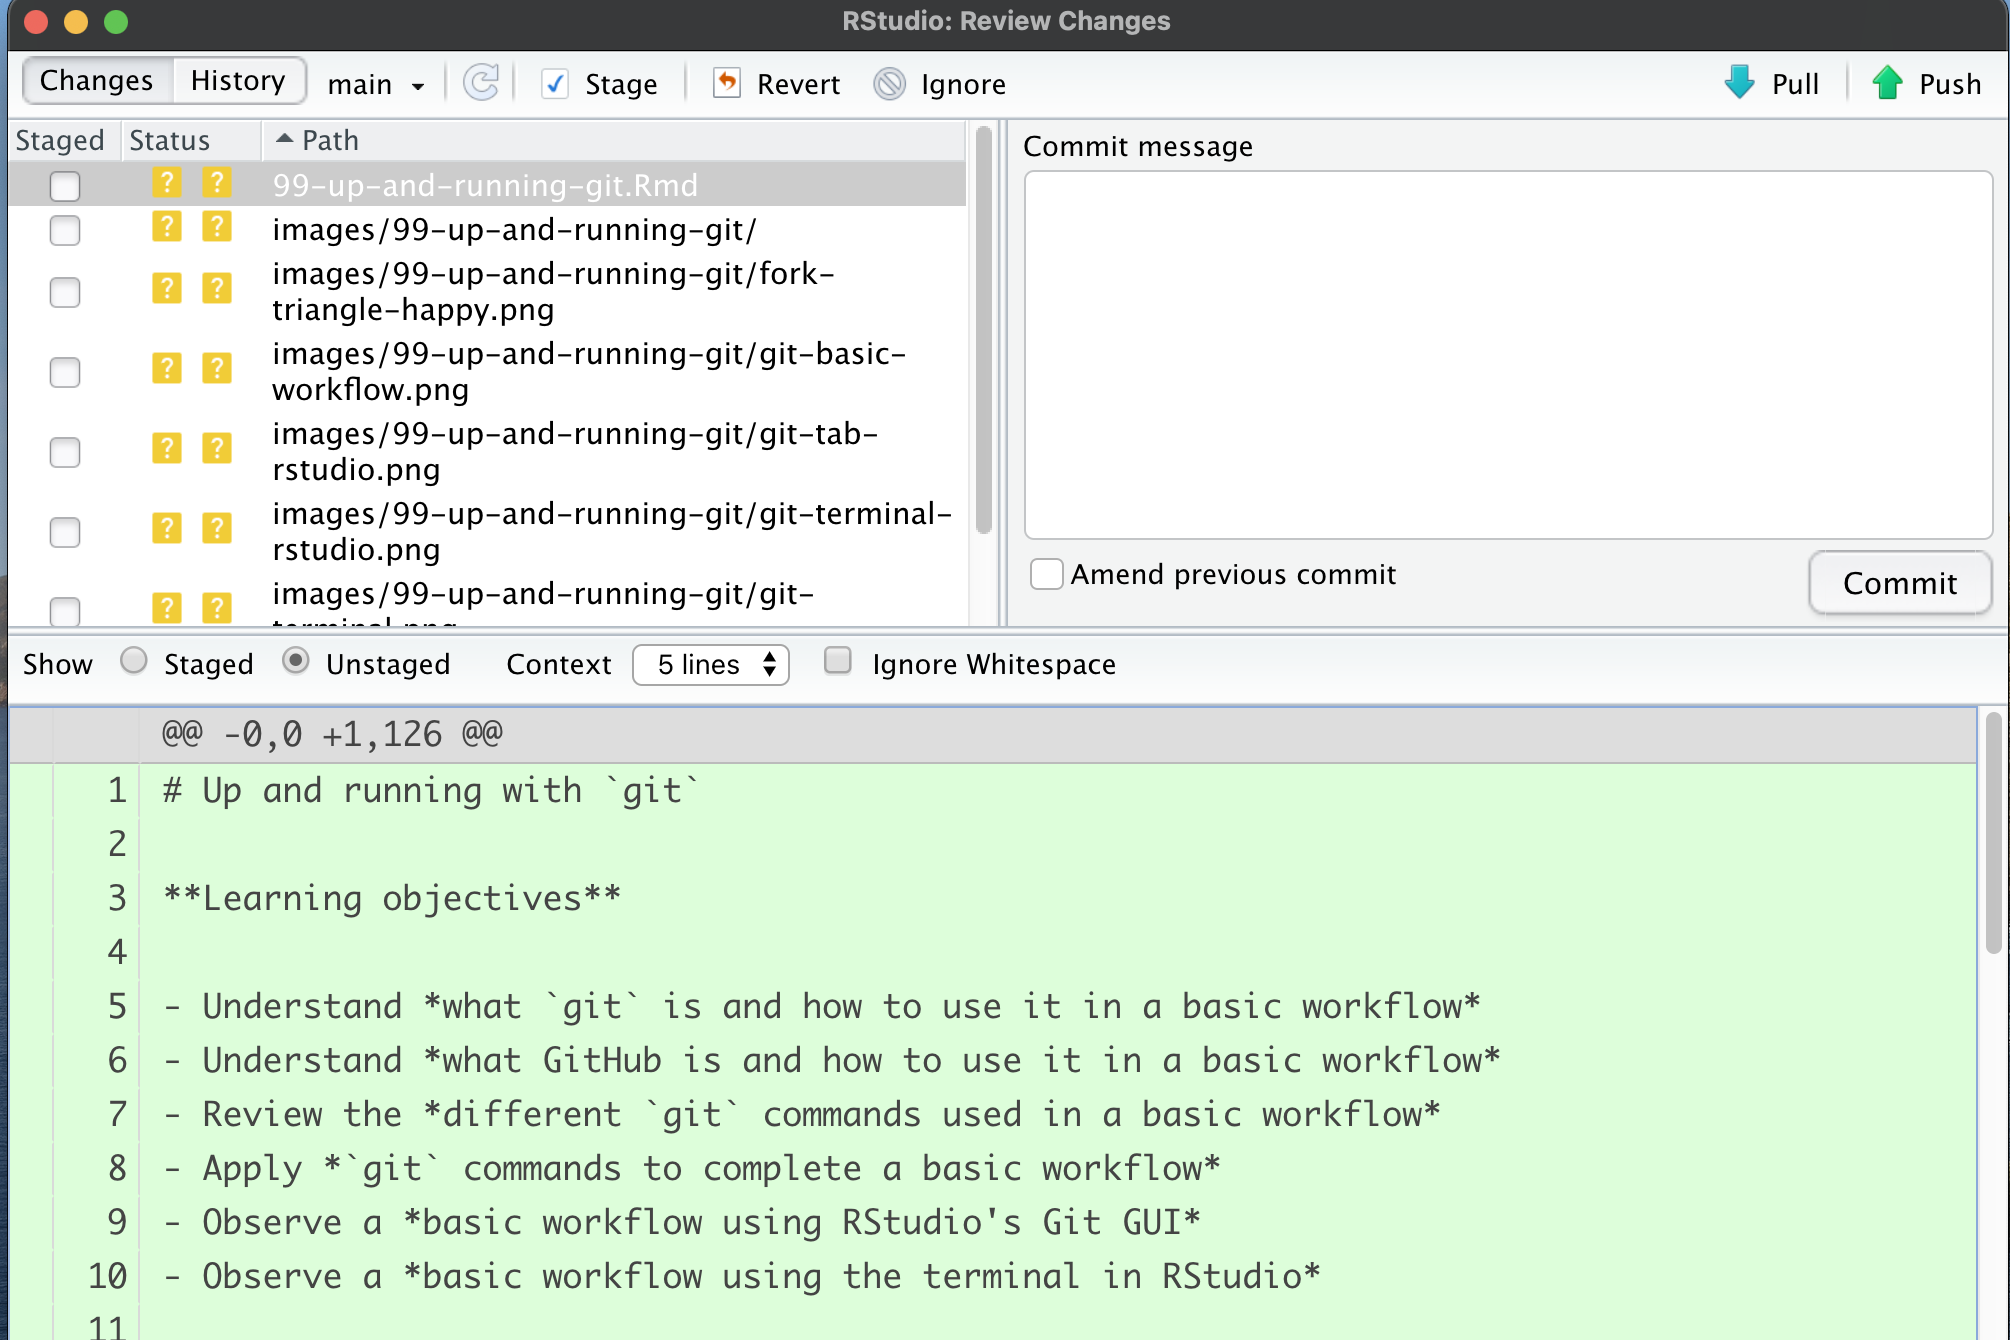 RStudio: Review Changes
Changes History main Stage Revert Ignore Pull Push
Staged Status Path
99-up-and-running-git.Rmd
images/99-up-and-running-git/
images/99-up-and-running-git/fork-
triangle-happy.png
images/99-up-and-running-git/git-basic-
workflow.png
images/99-up-and-running-git/git-tab-
rstudio.png
images/99-up-and-running-git/git-terminal-
rstudio.png
images/99-up-and-running-git/git-
terminal.png
Commit message
Amend previous commit
Commit
Show Staged Unstaged Context 5 lines Ignore Whitespace
@@ -0,0 +1,126 @@
1 # Up and running with `git`
2
3 **Learning objectives**
4
5 - Understand *what `git` is and how to use it in a basic workflow*
6 - Understand *what GitHub is and how to use it in a basic workflow*
7 - Review the *different `git` commands used in a basic workflow*
8 - Apply *`git` commands to complete a basic workflow*
9 - Observe a *basic workflow using RStudio's Git GUI*
10 - Observe a *basic workflow using the terminal in RStudio*
11